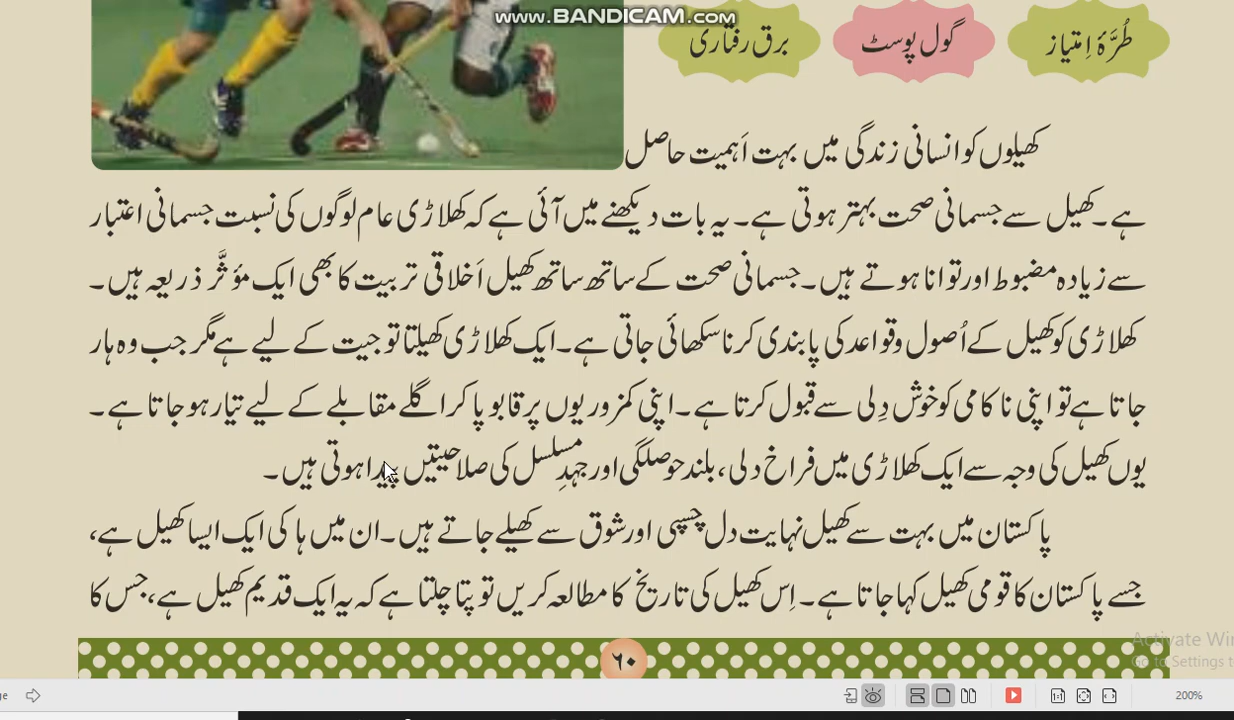 www.BANDICAM.com
طُرَّۂ اِمتیاز
گول پوسٹ
برق رفتاری
کھیلوں کو انسانی زندگی میں بہت اَہمیت حاصل
ہے۔ کھیل سے جسمانی صحت بہتر ہوتی ہے۔ یہ بات دیکھنے میں آئی ہے کہ کھلاڑی عام لوگوں کی نسبت جسمانی اعتبار
سے زیادہ مضبوط اور توانا ہوتے ہیں۔ جسمانی صحت کے ساتھ ساتھ کھیل اَخلاقی تربیت کا بھی ایک مؤثَّر ذریعہ ہیں۔
کھلاڑی کو کھیل کے اُصول و قواعد کی پابندی کرنا سکھائی جاتی ہے۔ ایک کھلاڑی کھیلتا تو جیت کے لیے ہے مگر جب وہ ہار
جاتا ہے تو اپنی ناکامی کو خوش دِلی سے قبول کرتا ہے۔ اپنی کمزوریوں پر قابو پا کر اگلے مقابلے کے لیے تیار ہو جاتا ہے۔
یوں کھیل کی وجہ سے ایک کھلاڑی میں فراخ دلی، بلند حوصلگی اور جہدِ مسلسل کی صلاحیتیں پیدا ہوتی ہیں۔
پاکستان میں بہت سے کھیل نہایت دل چسپی اور شوق سے کھیلے جاتے ہیں۔ ان میں ہاکی ایک ایسا کھیل ہے،
جسے پاکستان کا قومی کھیل کہا جاتا ہے۔ اِس کھیل کی تاریخ کا مطالعہ کریں تو پتا چلتا ہے کہ یہ ایک قدیم کھیل ہے، جس کا
۶۰
Activate Wi
Go to Settings t
ge
1:1
200%